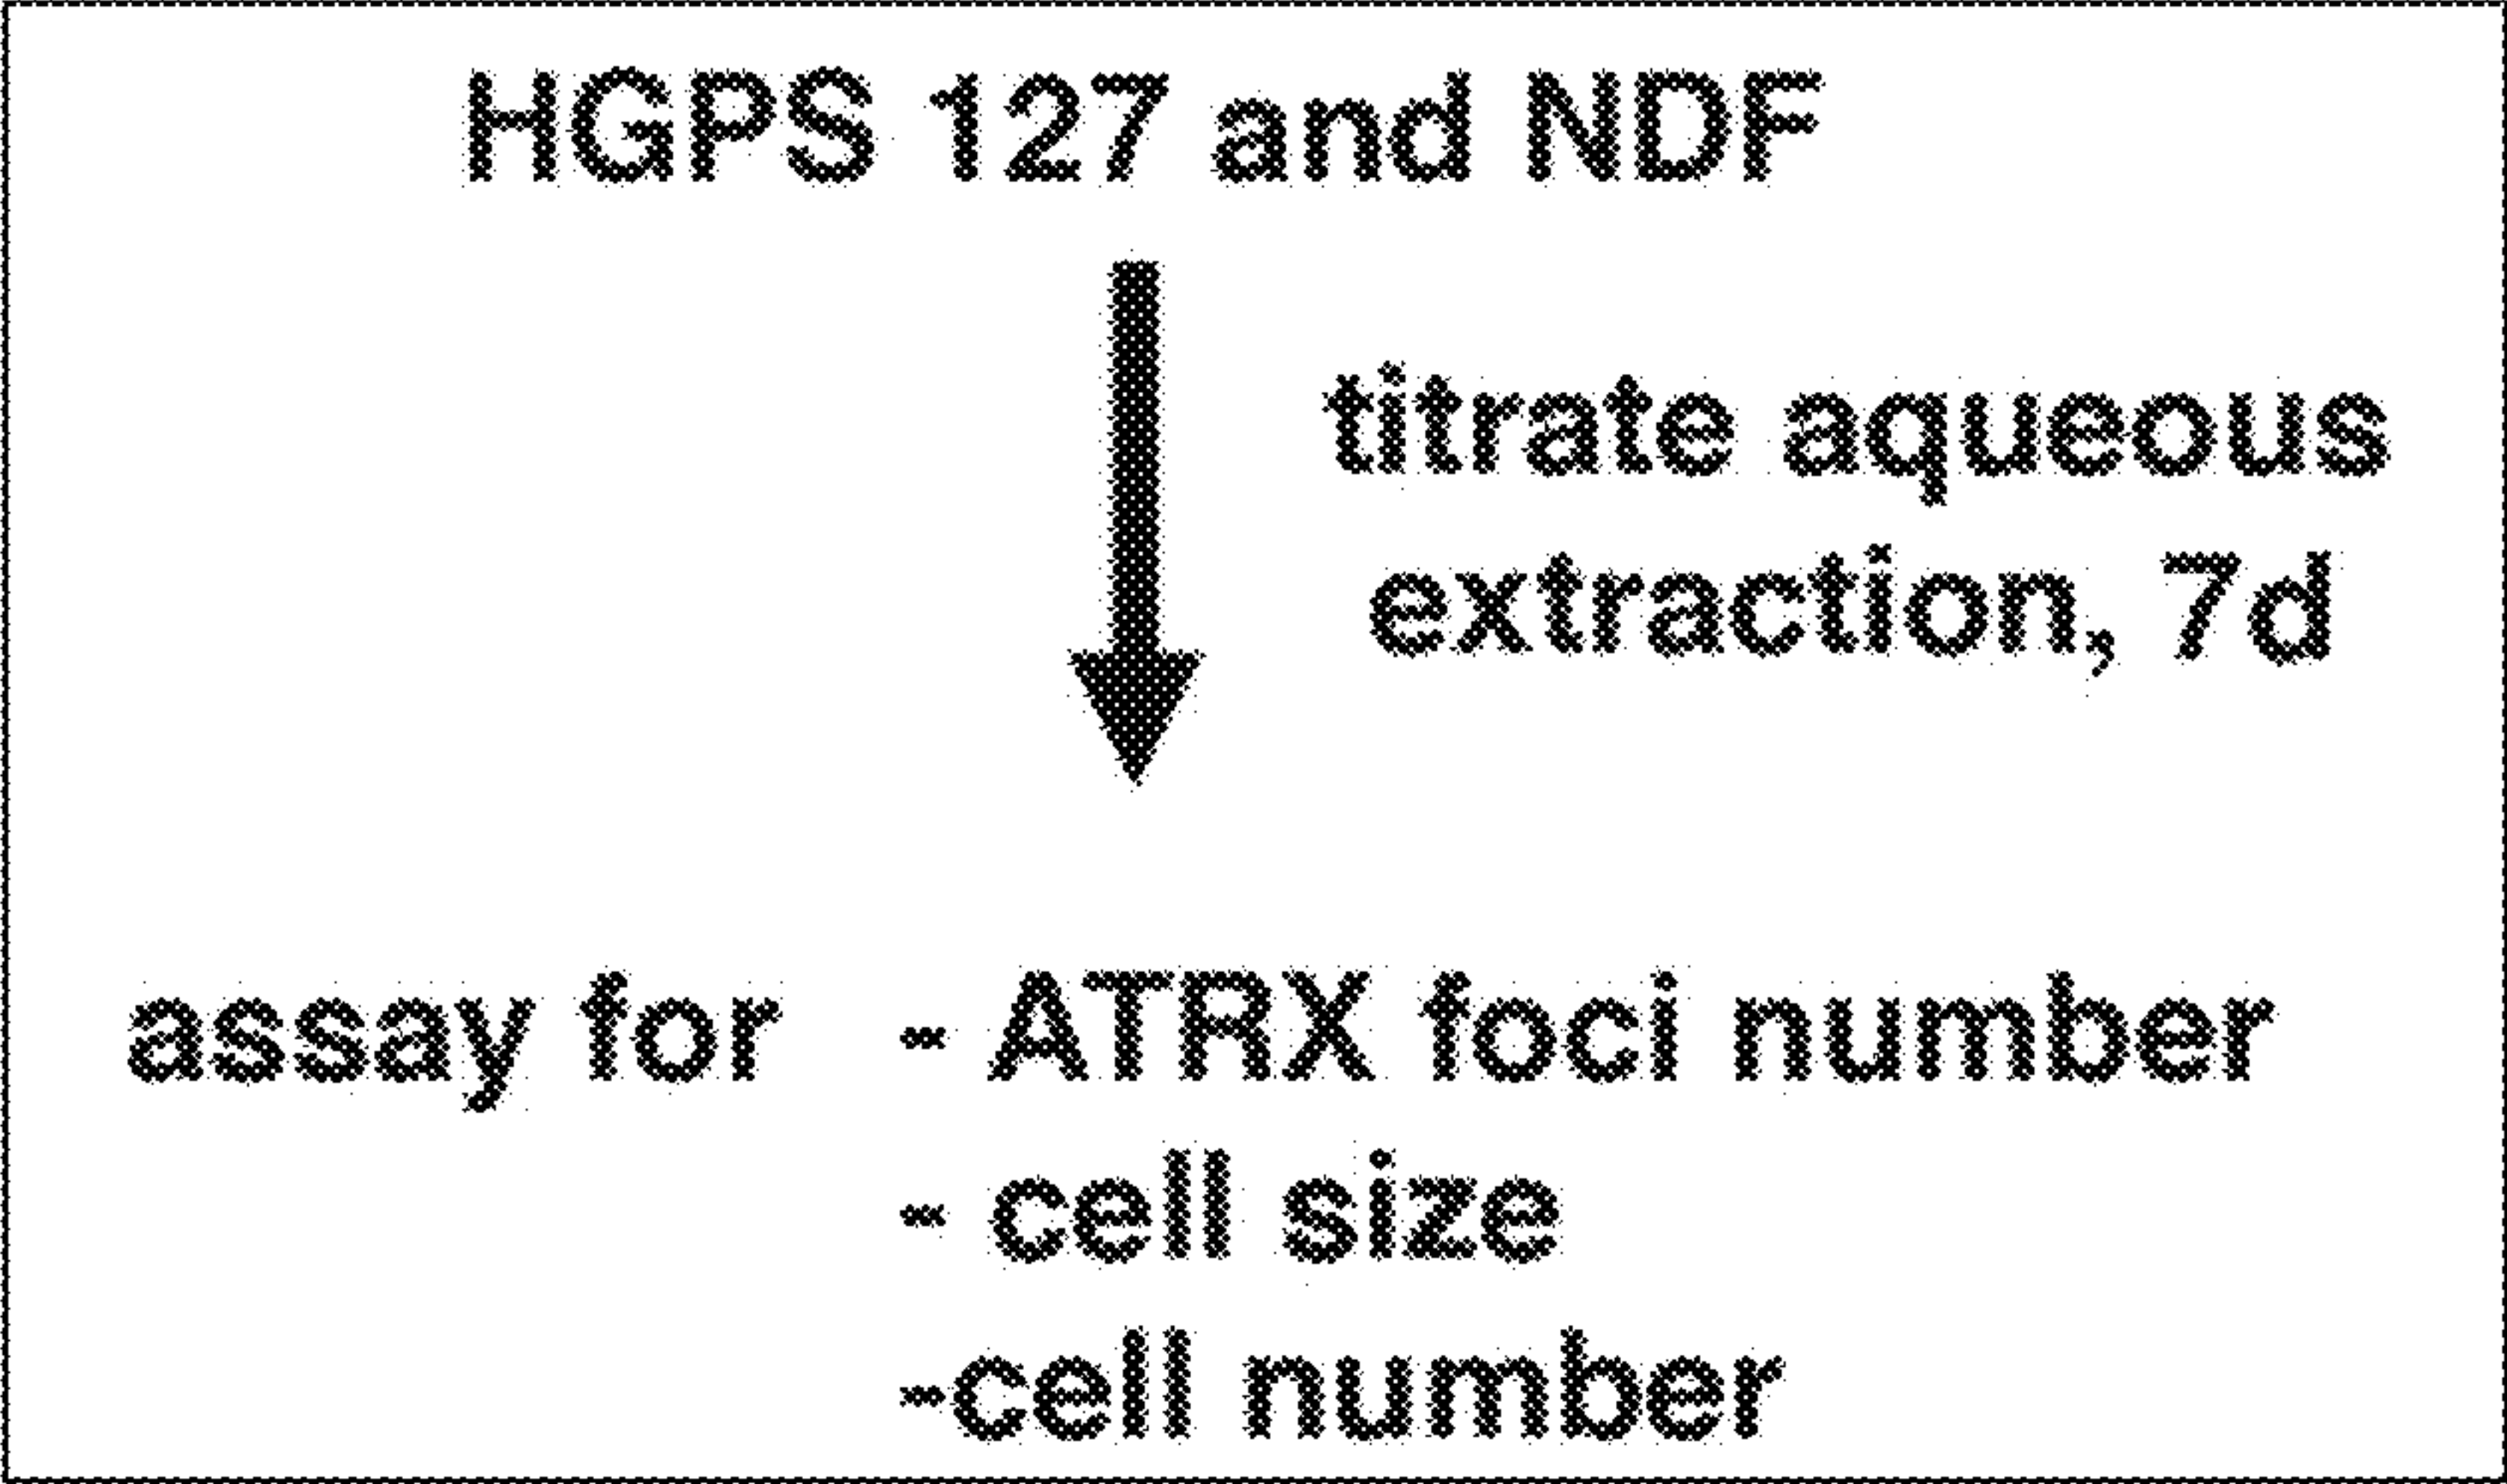 HGPS 127 and NDF
titrate aqueous
extraction, 7d
assay for - ATRX foci number
- cell size
-cell number